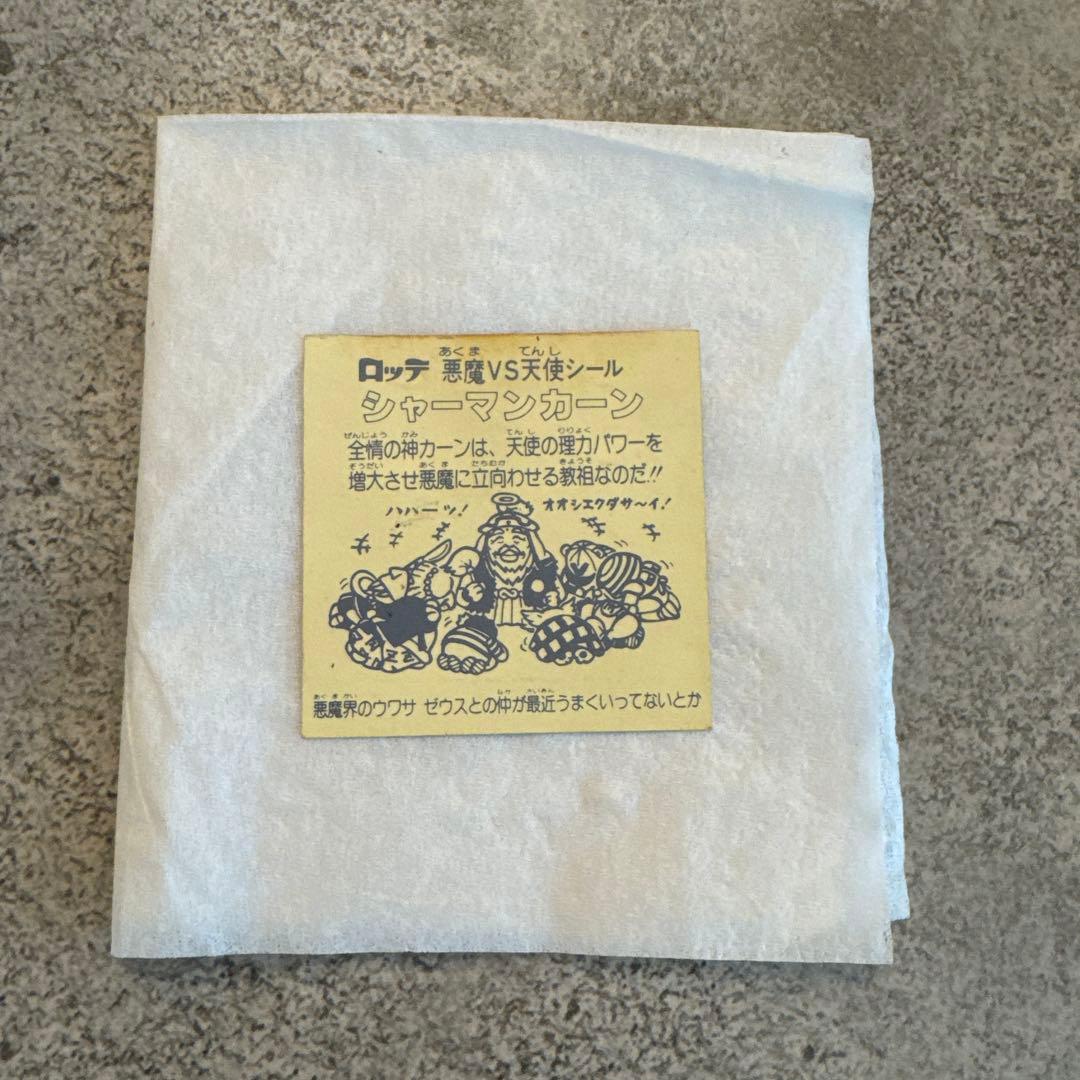 ロッテ 悪魔VS天使シール
シャーマンカーン
全情の神カーンは、天使の理力パワーを
増大させ悪魔に立向わせる教祖なのだ!!
ハハーッ! オオシエクダサ〜イ!
悪魔界のウワサ ゼウスとの仲が最近うまくいってないとか